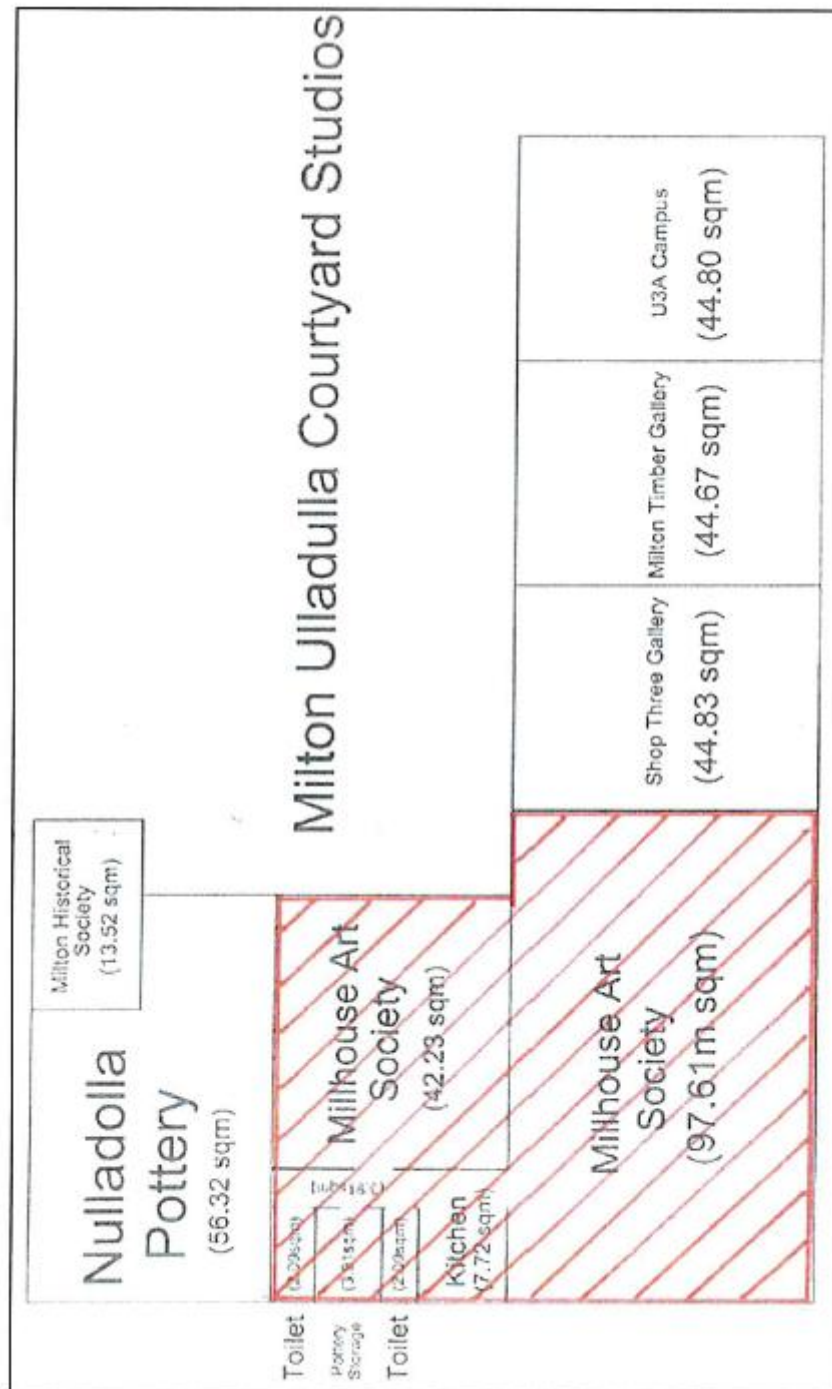 Milton Ulladulla Courtyard Studios
Nulladolla
Pottery
(56.32 sqm)
Milton Historical
Society
(13.52 sqm)
Toilet
Pottery
Storage
Toilet
(2.09sqm)
Kitchen
(7.72 sqm)
Millhouse Art
Society
(42.23 sqm)
Millhouse Art
Society
(97.61m sqm)
Shop Three Gallery
(44.83 sqm)
Milton Timber Gallery
(44.67 sqm)
U3A Campus
(44.80 sqm)